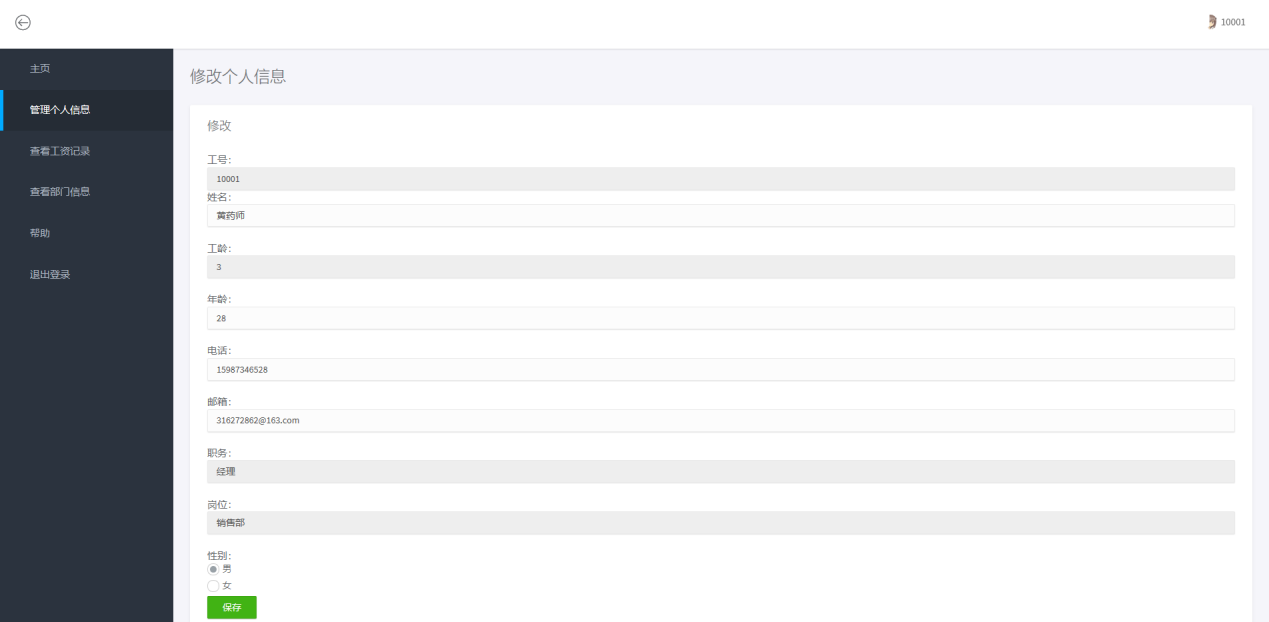 10001
主页
管理个人信息
查看工资记录
查看部门信息
帮助
退出登录
修改个人信息
修改
工号:
10001
姓名:
黄药师
工龄:
3
年龄:
28
电话:
15987346528
邮箱:
316272862@163.com
职务:
经理
岗位:
销售部
性别:
男
女
保存